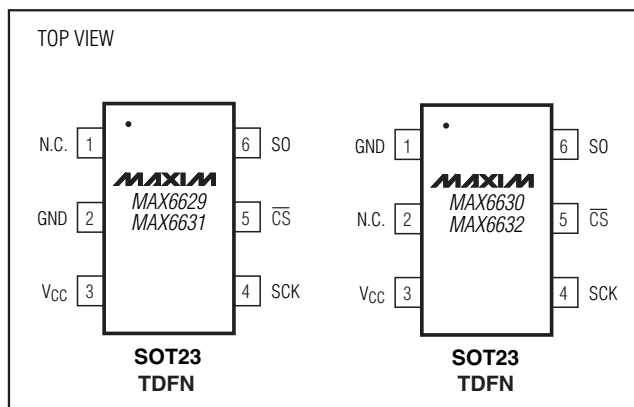 TOP VIEW
N.C. 1
GND 2
VCC 3
MAXIM
MAX6629
MAX6631
6 SO
5 CS
4 SCK
SOT23
TDFN
GND 1
N.C. 2
VCC 3
MAXIM
MAX6630
MAX6632
6 SO
5 CS
4 SCK
SOT23
TDFN